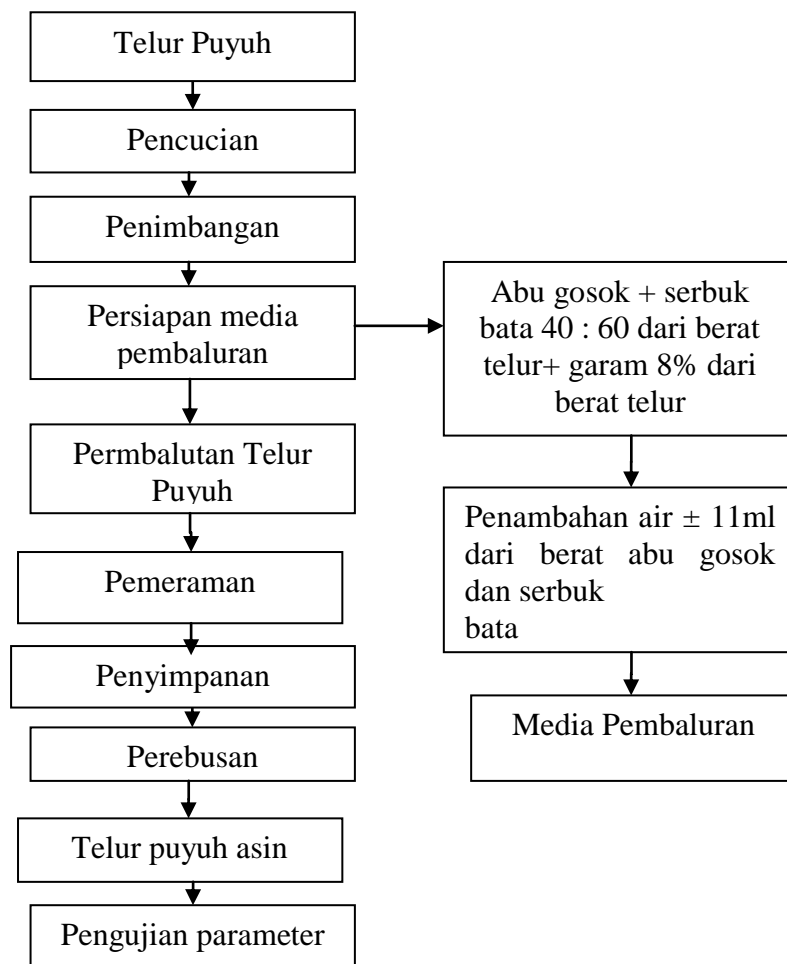 Telur Puyuh
Pencucian
Penimbangan
Persiapan media
pembaluran
Permbalutan Telur
Puyuh
Pemeraman
Penyimpanan
Perebusan
Telur puyuh asin
Pengujian parameter
Abu gosok + serbuk
bata 40 : 60 dari berat
telur+ garam 8% dari
berat telur
Penambahan air ± 11ml
dari berat abu gosok
dan serbuk
bata
Media Pembaluran